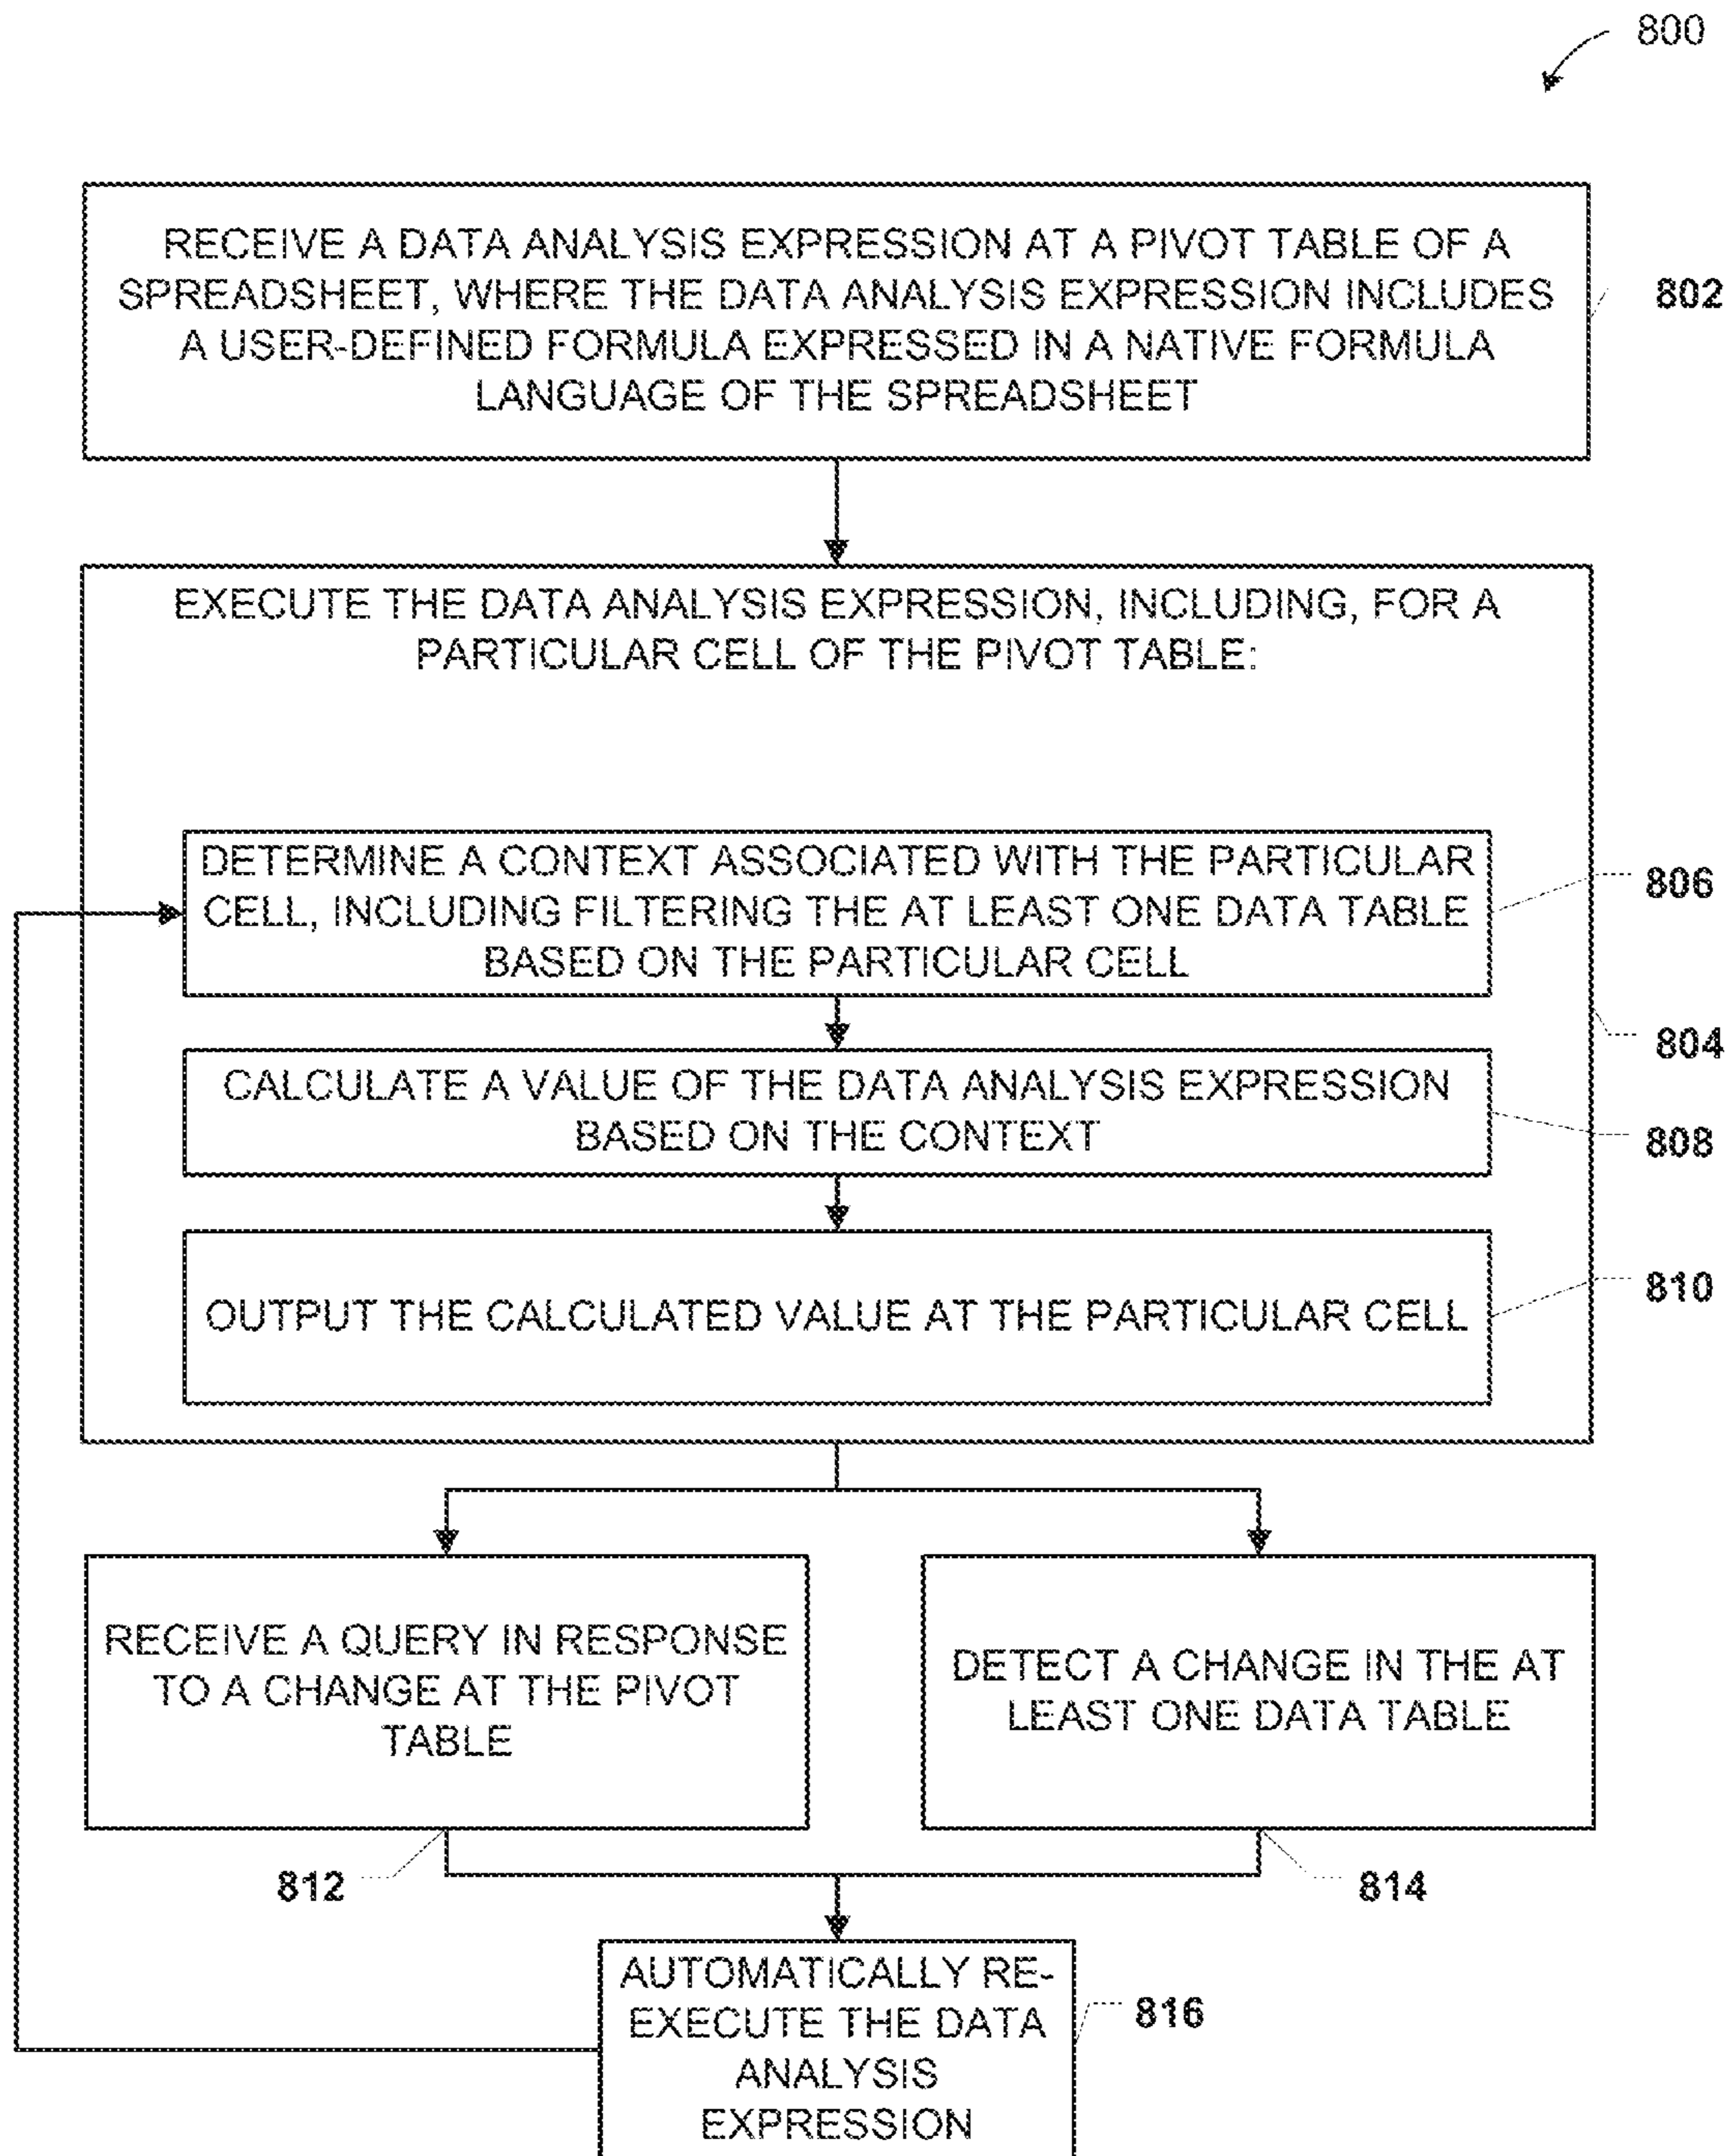 800
RECEIVE A DATA ANALYSIS EXPRESSION AT A PIVOT TABLE OF A
SPREADSHEET, WHERE THE DATA ANALYSIS EXPRESSION INCLUDES
A USER-DEFINED FORMULA EXPRESSED IN A NATIVE FORMULA
LANGUAGE OF THE SPREADSHEET
802
EXECUTE THE DATA ANALYSIS EXPRESSION, INCLUDING, FOR A
PARTICULAR CELL OF THE PIVOT TABLE:
DETERMINE A CONTEXT ASSOCIATED WITH THE PARTICULAR
CELL, INCLUDING FILTERING THE AT LEAST ONE DATA TABLE
BASED ON THE PARTICULAR CELL
806
804
CALCULATE A VALUE OF THE DATA ANALYSIS EXPRESSION
BASED ON THE CONTEXT
808
OUTPUT THE CALCULATED VALUE AT THE PARTICULAR CELL
810
RECEIVE A QUERY IN RESPONSE
TO A CHANGE AT THE PIVOT
TABLE
812
DETECT A CHANGE IN THE AT
LEAST ONE DATA TABLE
814
AUTOMATICALLY RE-
EXECUTE THE DATA
ANALYSIS
EXPRESSION
816